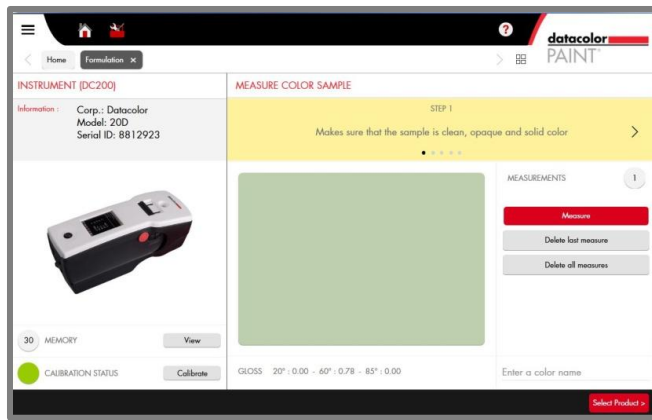 ?
datacolor
PAINT
Home
Formulation ×
INSTRUMENT (DC200)
MEASURE COLOR SAMPLE
Information :
Corp.: Datacolor
Model: 20D
Serial ID: 8812923
STEP 1
Makes sure that the sample is clean, opaque and solid color
MEASUREMENTS 1
Measure
Delete last measure
Delete all measures
30 MEMORY View
CALIBRATION STATUS Calibrate
GLOSS 20° : 0.00 - 60° : 0.78 - 85° : 0.00
Enter a color name
Select Product >